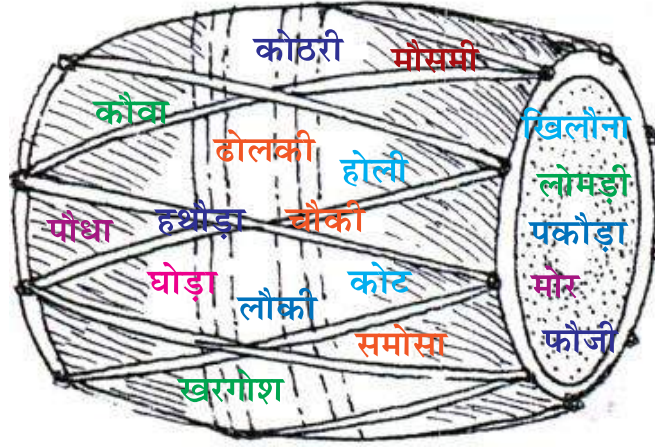 कोठरी
मौसमी
कौवा
खिलौना
ढोलकी
होली
लोमड़ी
पौधा
हथौड़ा
चौकी
पकौड़ा
घोड़ा
कोट
मोर
लौकी
समोसा
फौजी
खरगोश